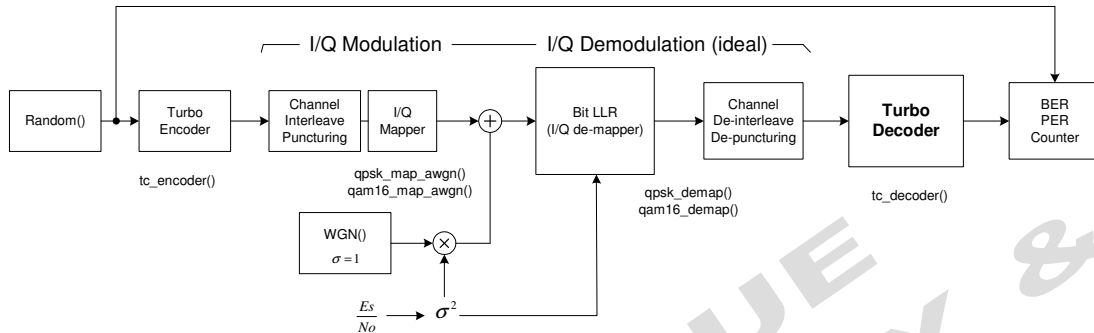 I/Q Modulation
I/Q Demodulation (ideal)
Random()
Turbo
Encoder
Channel
Interleave
Puncturing
I/Q
Mapper
+
Bit LLR
(I/Q de-mapper)
Channel
De-interleave
De-puncturing
Turbo
Decoder
BER
PER
Counter
tc_encoder()
qpsk_map_awgn()
qam16_map_awgn()
qpsk_demap()
qam16_demap()
tc_decoder()
WGN()
σ = 1
×
Es
No
σ²
UE
&